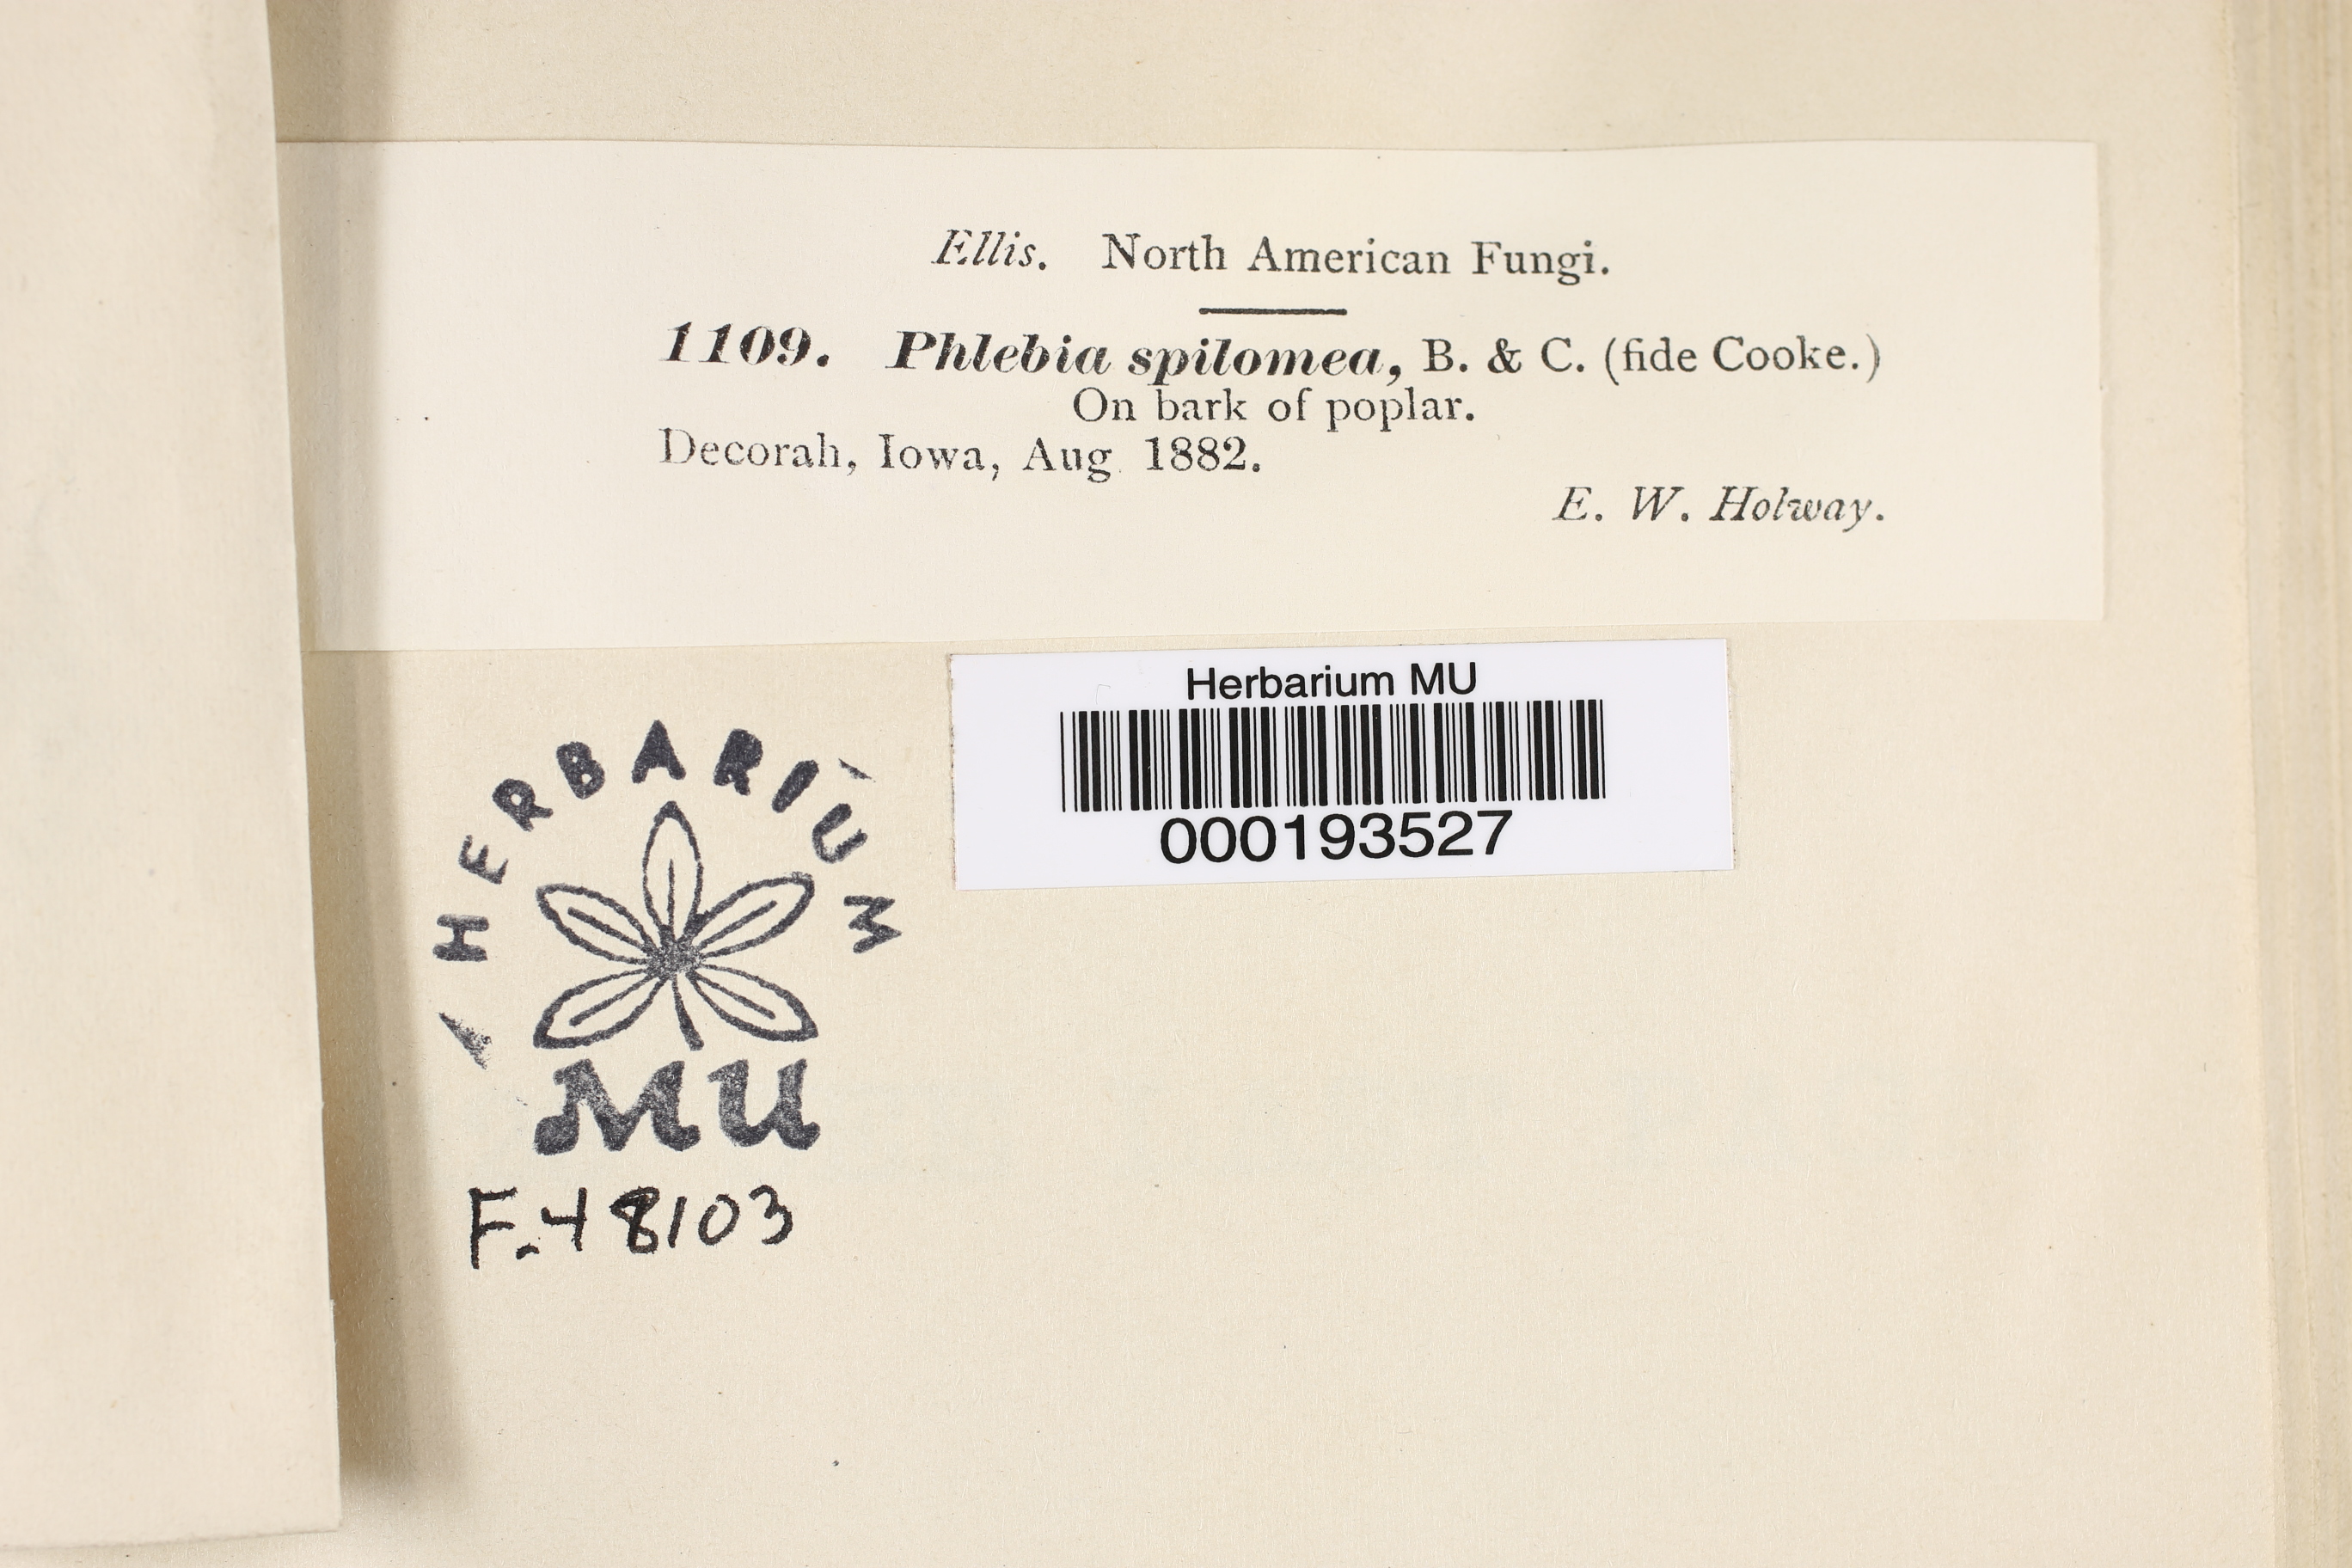 Ellis. North American Fungi.
1109. Phlebia spilomea, B. & C. (fide Cooke.)
On bark of poplar.
Decorah, Iowa, Aug 1882.
E. W. Holway.
Herbarium MU
000193527
HERBARIUM
MU
F.48103